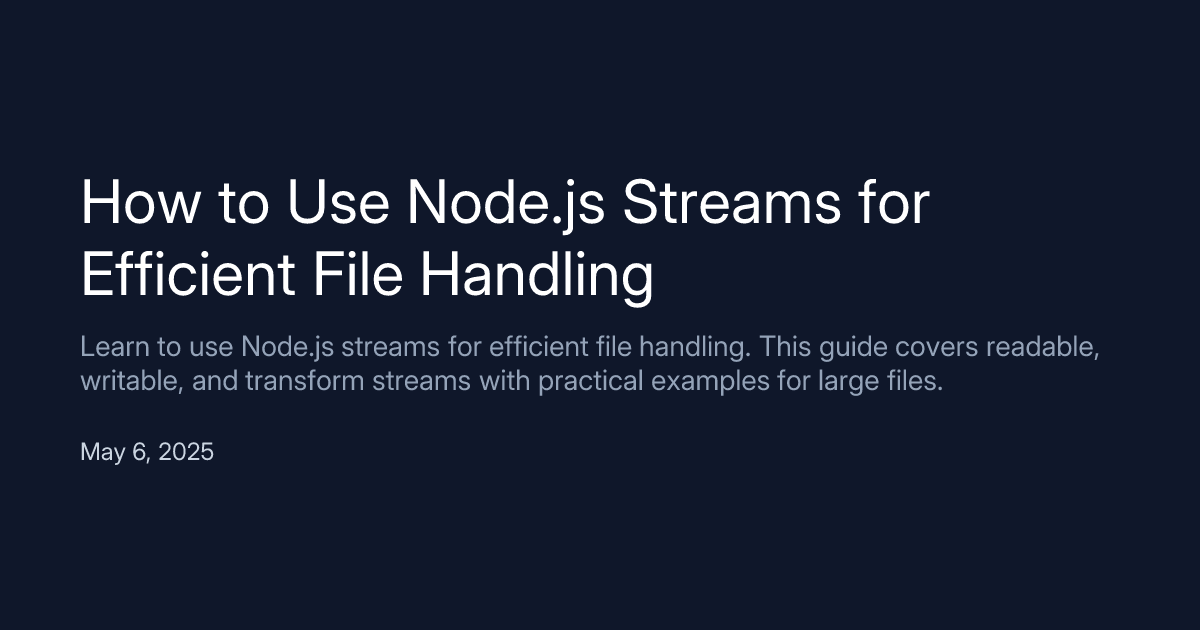 How to Use Node.js Streams for
Efficient File Handling
Learn to use Node.js streams for efficient file handling. This guide covers readable,
writable, and transform streams with practical examples for large files.
May 6, 2025